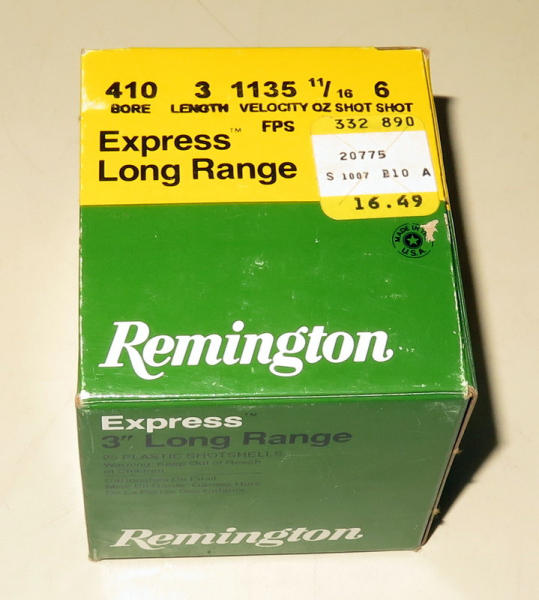 410 3 1135 11/16 6
BORE LENGTH VELOCITY OZ SHOT SHOT
FPS
332 890
Express™
Long Range
20775
S 1007 E10 A
16.49
MADE IN
U.S.A.
Remington
Express™
3" Long Range
25 PLASTIC SHOTSHELLS
Warning: Keep Out of Reach
of Children
Remington